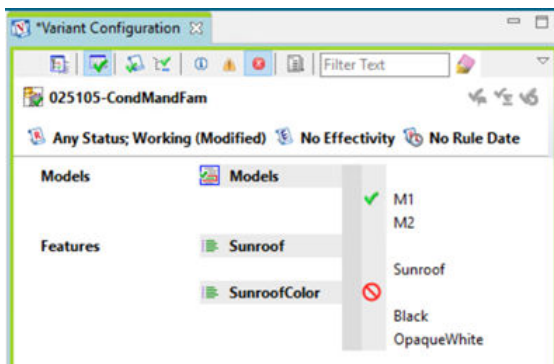 *Variant Configuration
Filter Text
025105-CondMandFam
Any Status; Working (Modified) No Effectivity No Rule Date
Models Models
M1
M2
Features Sunroof
Sunroof
SunroofColor
Black
OpaqueWhite